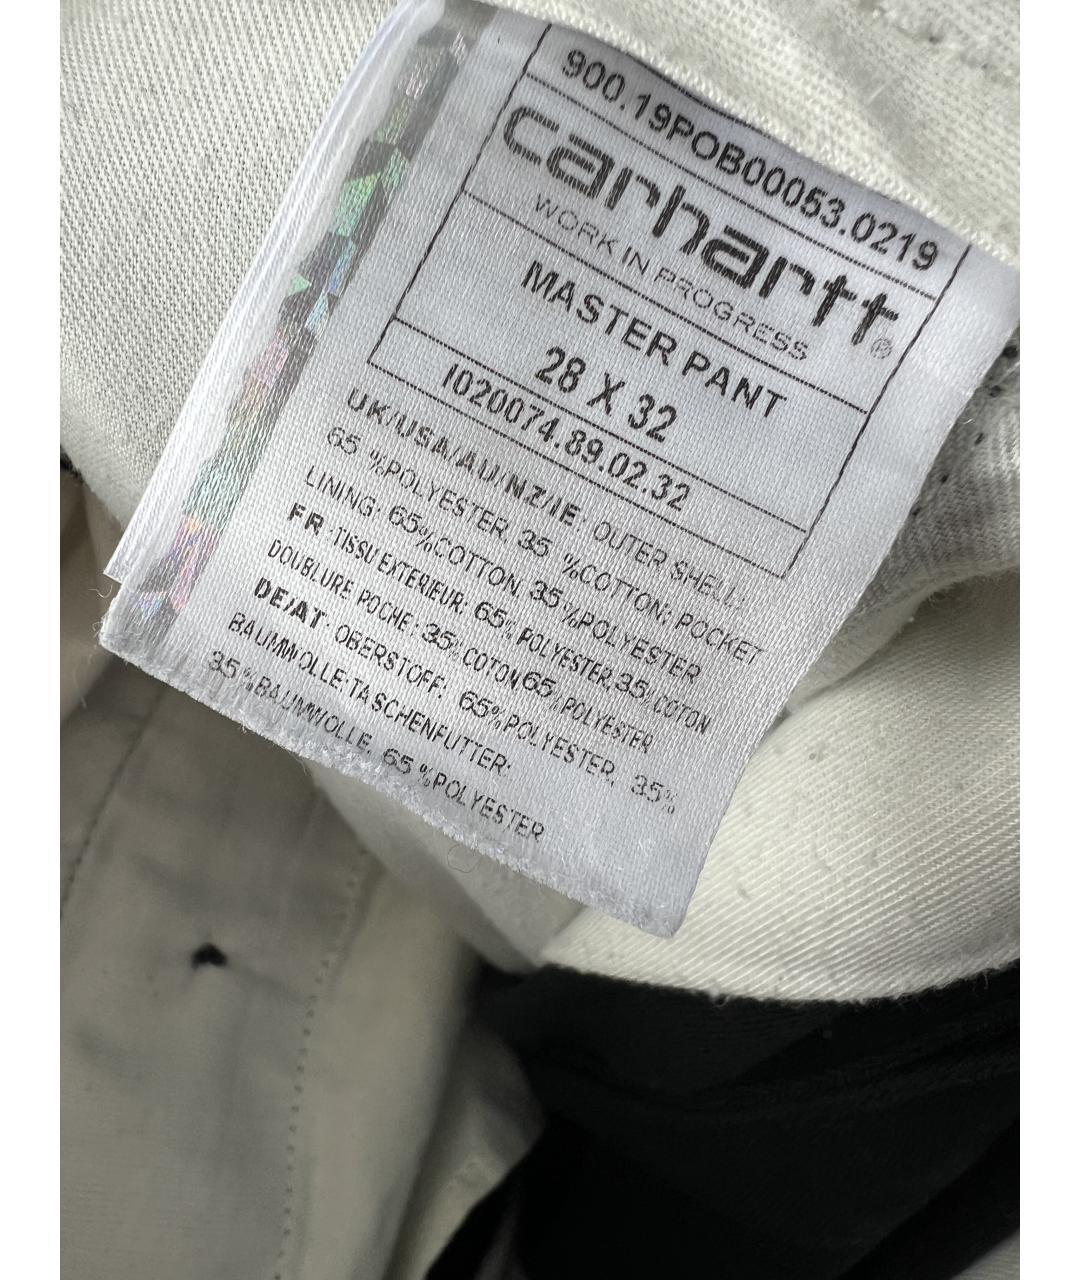 900.19POB00053.0219
carhartt®
WORK IN PROGRESS
MASTER PANT
28 X 32
I020074.89.02.32
UK/USA/AU/NZ/IE: OUTER SHELL:
65 %POLYESTER, 35 %COTTON; POCKET
LINING: 65%COTTON, 35%POLYESTER
FR: TISSU EXTERIEUR: 65% POLYESTER, 35% COTON
DOUBLURE POCHE: 35% COTON 65% POLYESTER
DE/AT: OBERSTOFF: 65%POLYESTER, 35%
BAUMWOLLE; TASCHENFUTTER:
35%BAUMWOLLE, 65 %POLYESTER